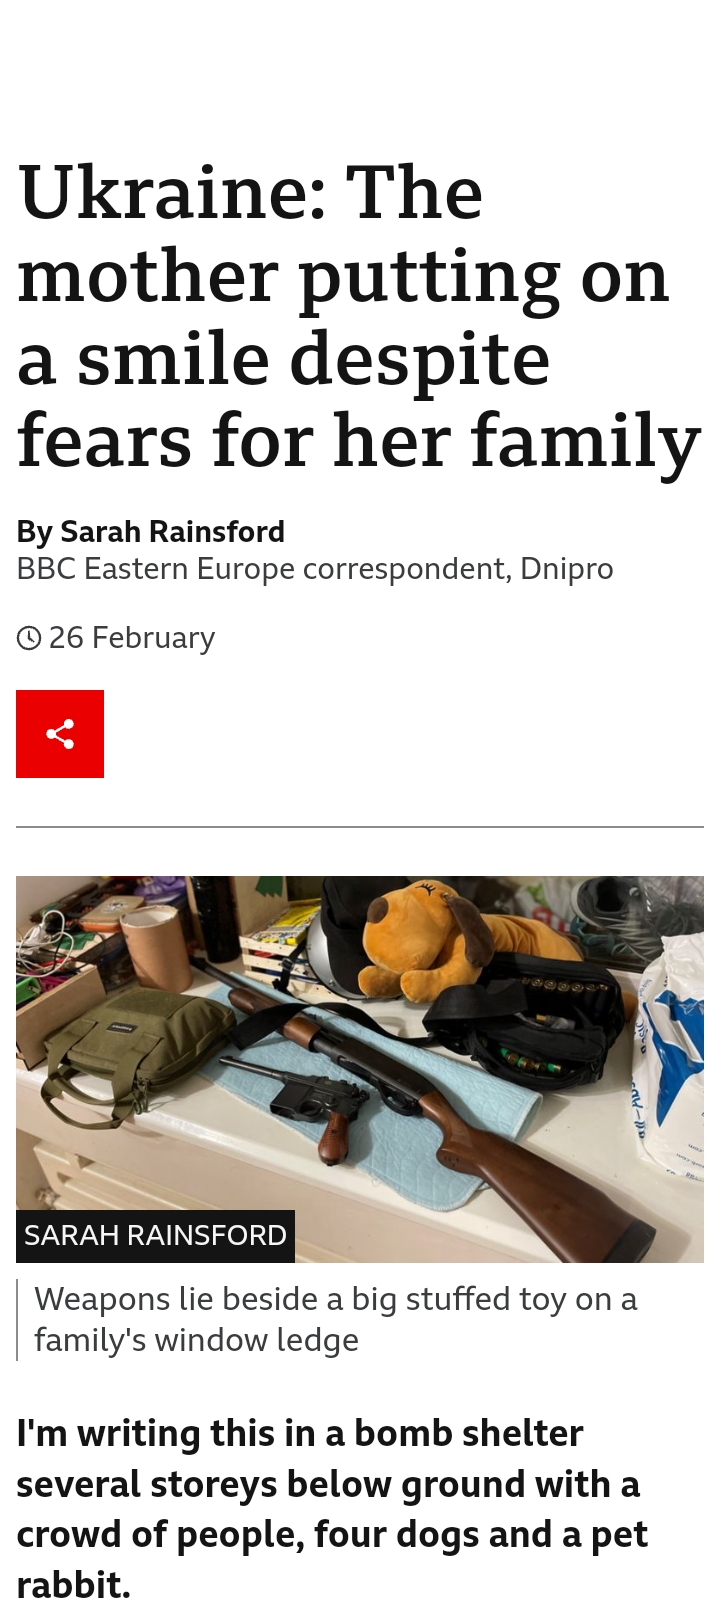 Ukraine: The
mother putting on
a smile despite
fears for her family
By Sarah Rainsford
BBC Eastern Europe correspondent, Dnipro
26 February
SARAH RAINSFORD
Weapons lie beside a big stuffed toy on a
family's window ledge
I'm writing this in a bomb shelter
several storeys below ground with a
crowd of people, four dogs and a pet
rabbit.